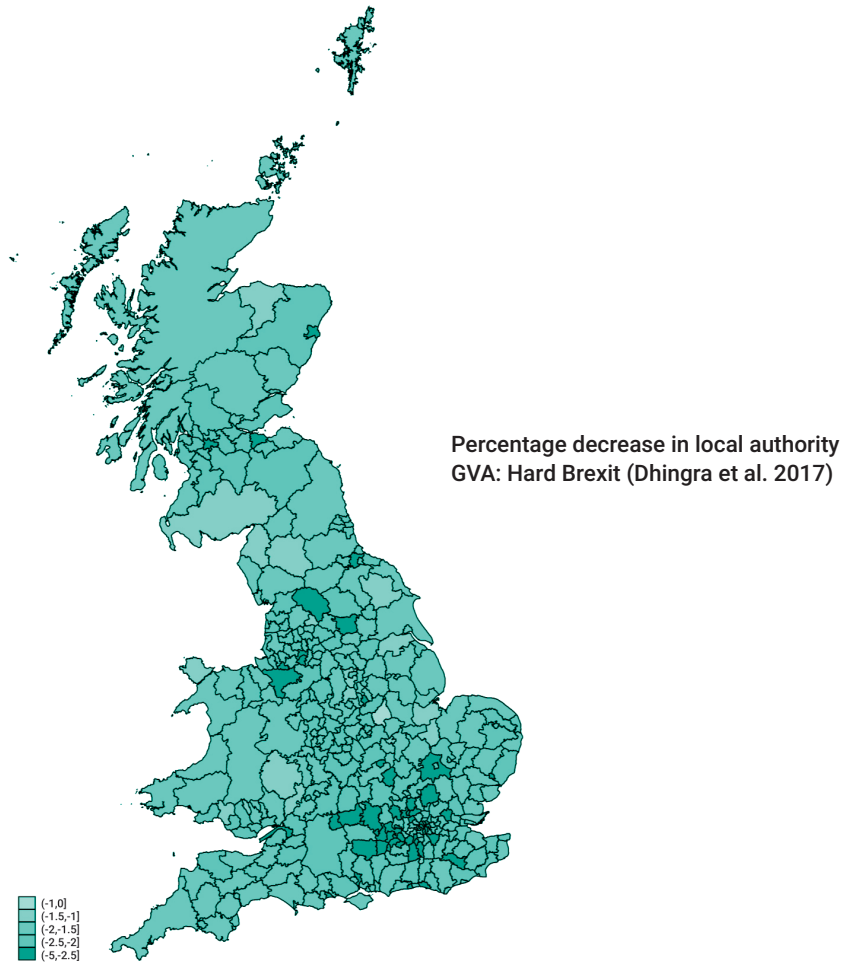 Percentage decrease in local authority
GVA: Hard Brexit (Dhingra et al. 2017)
(-1,0]
(-1.5,-1]
(-2,-1.5]
(-2.5,-2]
(-5,-2.5]